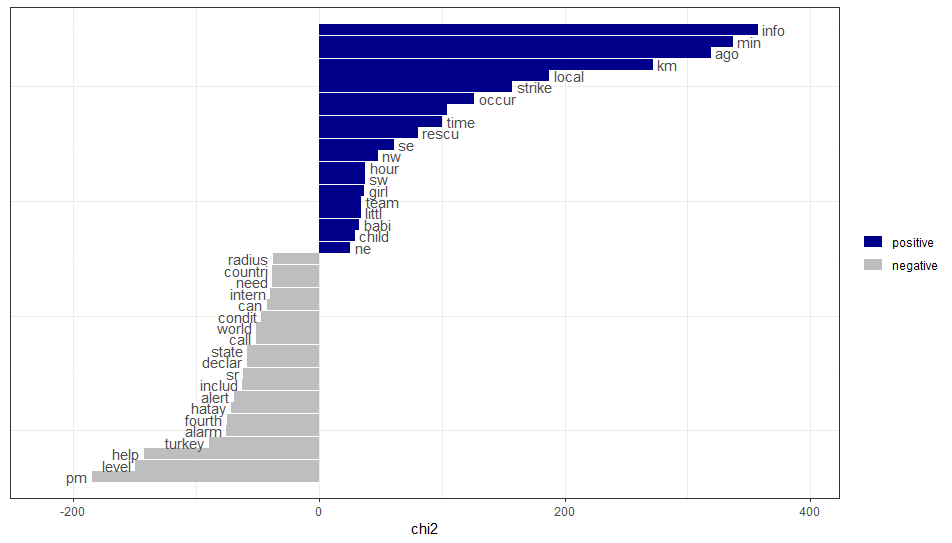 info
min
ago
km
local
strike
occur
time
rescu
se
nw
hour
sw
girl
team
littl
babi
child
ne
radius
countri
need
intern
can
condit
world
call
state
declar
sr
includ
alert
hatay
fourth
alarm
turkey
help
level
pm
positive
negative
-200 0 200 400
chi2